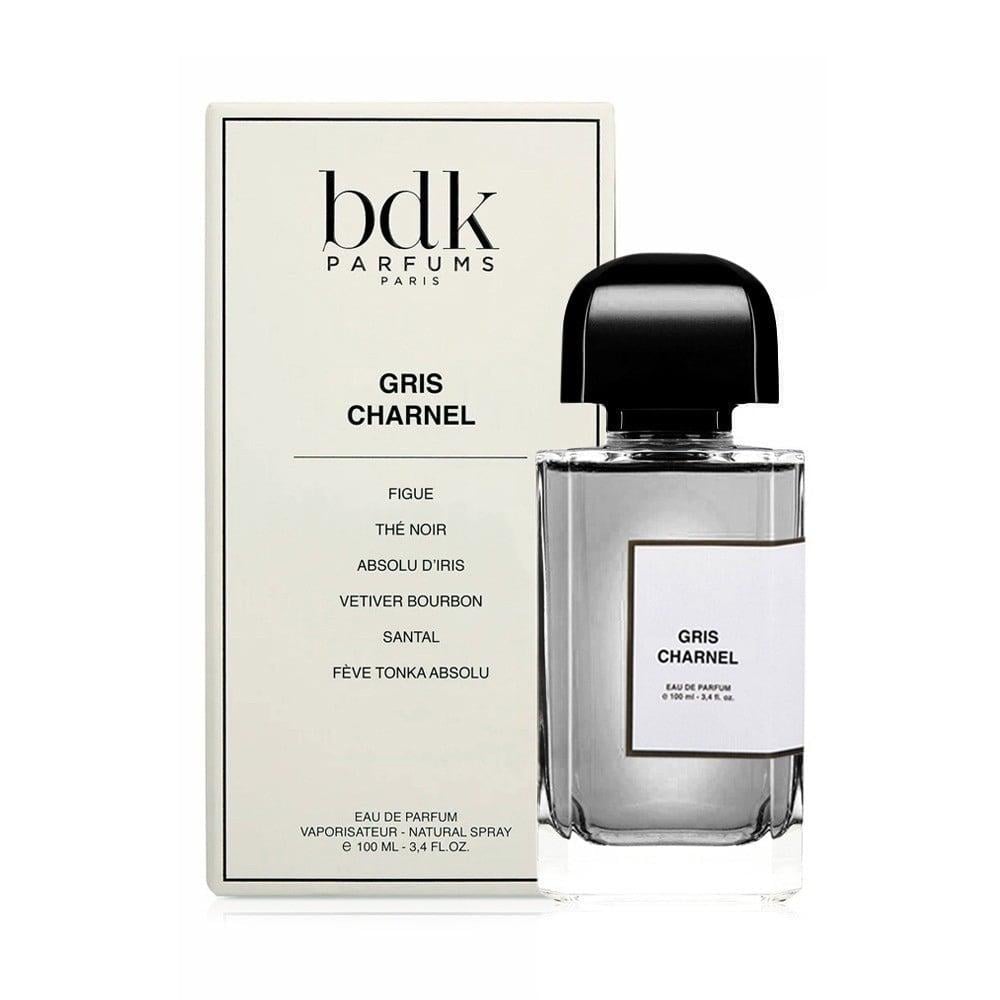 bdk
PARFUMS
PARIS
GRIS
CHARNEL
FIGUE
THÉ NOIR
ABSOLU D'IRIS
VETIVER BOURBON
SANTAL
FÈVE TONKA ABSOLU
EAU DE PARFUM
VAPORISATEUR - NATURAL SPRAY
℮ 100 ML - 3,4 FL.OZ.
GRIS
CHARNEL
EAU DE PARFUM
℮ 100 ml - 3,4 fl. oz.